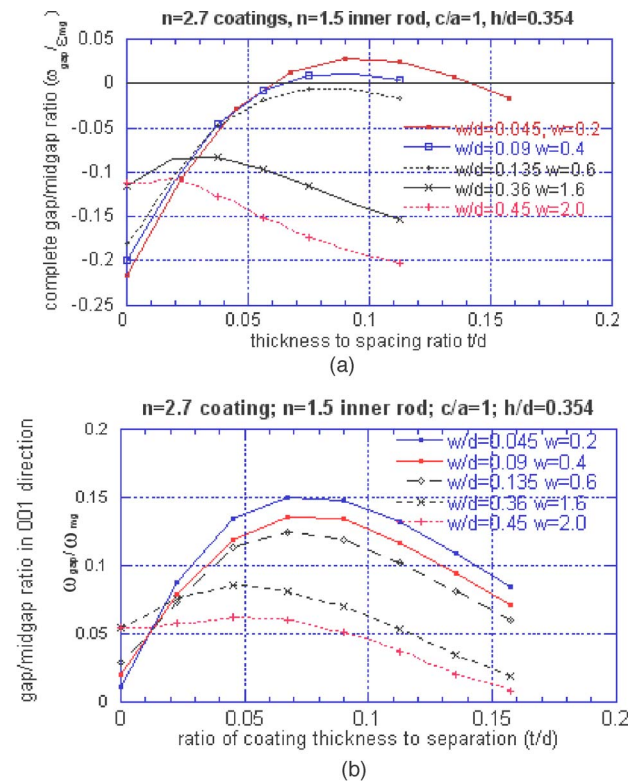 n=2.7 coatings, n=1.5 inner rod, c/a=1, h/d=0.354
complete gap/midgap ratio (ω gap/ε mg)
0.05
0
-0.05
-0.1
-0.15
-0.2
-0.25
w/d=0.045, w=0.2
w/d=0.09 w=0.4
w/d=0.135 w=0.6
w/d=0.36 w=1.6
w/d=0.45 w=2.0
0 0.05 0.1 0.15 0.2
thickness to spacing ratio t/d
(a)
n=2.7 coating; n=1.5 inner rod; c/a=1; h/d=0.354
gap/midgap ratio in 001 direction
ω gap/ω mg
0.2
0.15
0.1
0.05
0
w/d=0.045 w=0.2
w/d=0.09 w=0.4
w/d=0.135 w=0.6
w/d=0.36 w=1.6
w/d=0.45 w=2.0
0 0.05 0.1 0.15 0.2
ratio of coating thickness to separation (t/d)
(b)